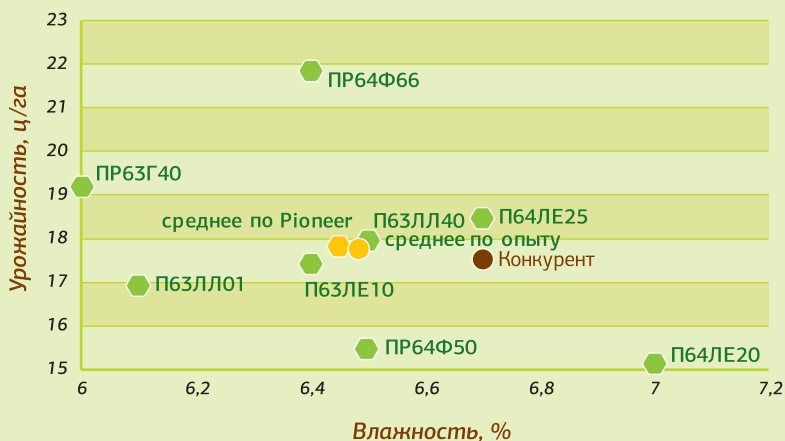 Урожайность, ц/га
23
22
21
20
19
18
17
16
15
ПР64Ф66
ПР63Г40
среднее по Pioneer
П63ЛЛ40
П64ЛЕ25
среднее по опыту
Конкурент
П63ЛЛ01
П63ЛЕ10
ПР64Ф50
П64ЛЕ20
6
6,2
6,4
6,6
6,8
7
7,2
Влажность, %